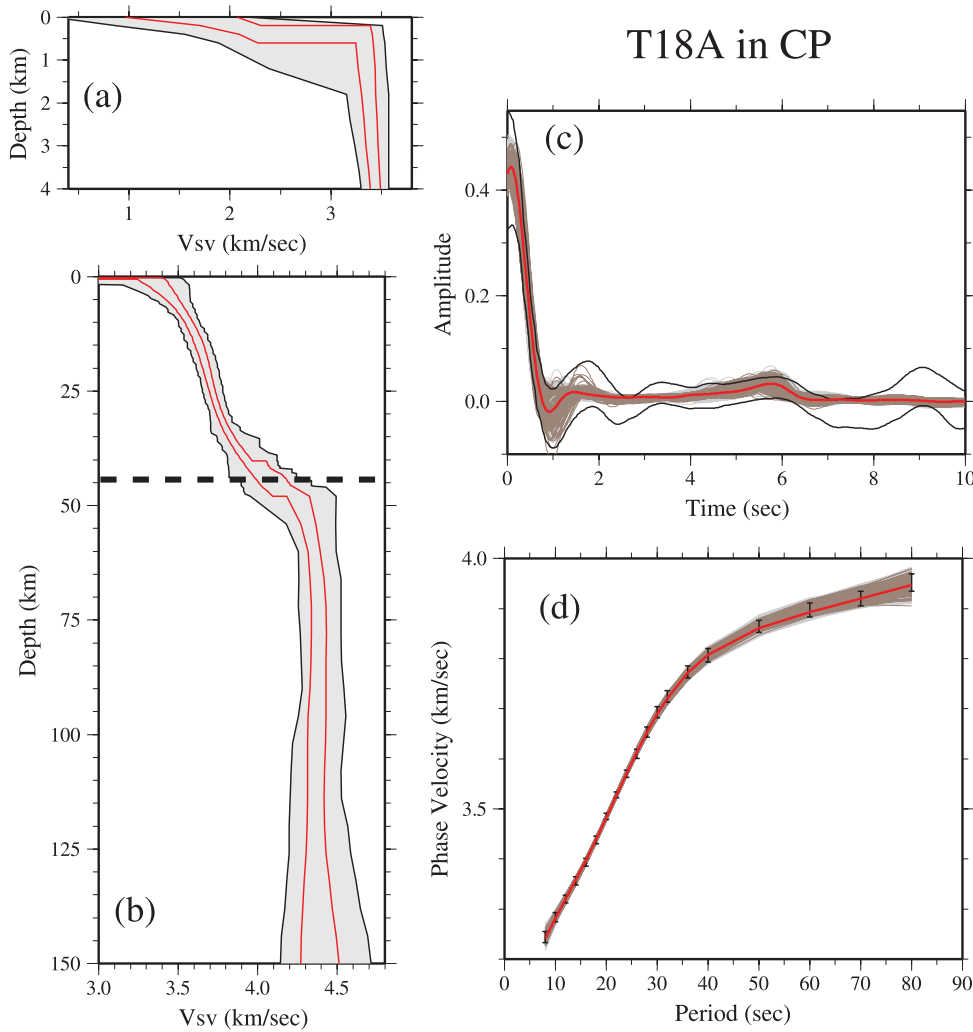 T18A in CP
0
1
2
3
4
Depth (km)
(a)
1 2 3
Vsv (km/sec)
0
25
50
75
100
125
150
Depth (km)
(b)
3.0 3.5 4.0 4.5
Vsv (km/sec)
(c)
0.4
0.2
0.0
Amplitude
0 2 4 6 8 10
Time (sec)
4.0
3.5
Phase Velocity (km/sec)
(d)
0 10 20 30 40 50 60 70 80 90
Period (sec)